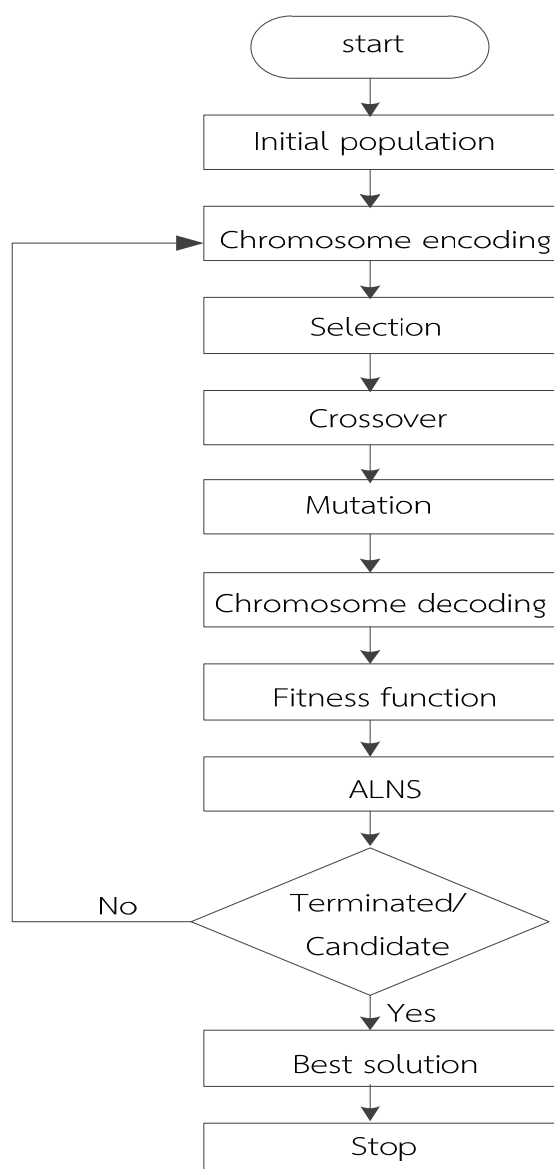 start
Initial population
Chromosome encoding
Selection
Crossover
Mutation
Chromosome decoding
Fitness function
ALNS
Terminated/
Candidate
No
Yes
Best solution
Stop